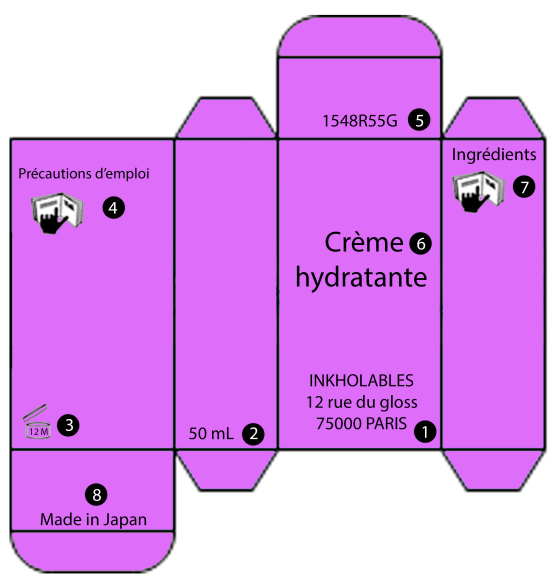 1548R55G 5
Précautions d'emploi
4
Ingrédients
7
Crème 6
hydratante
INKHOLABLES
12 rue du gloss
75000 PARIS 1
12 M 3
50 mL 2
8
Made in Japan